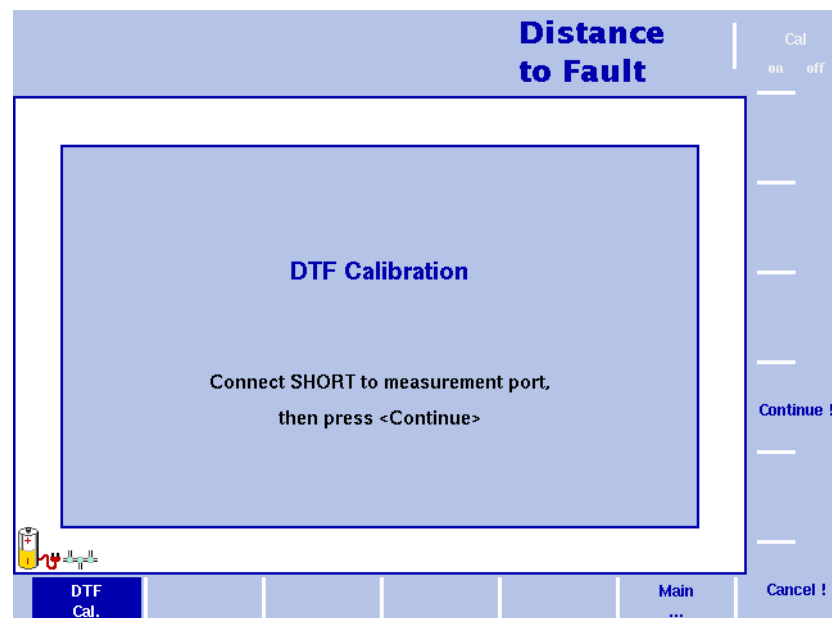 Distance
to Fault
Cal
on off
DTF Calibration
Connect SHORT to measurement port,
then press <Continue>
Continue !
DTF
Cal.
Main
...
Cancel !